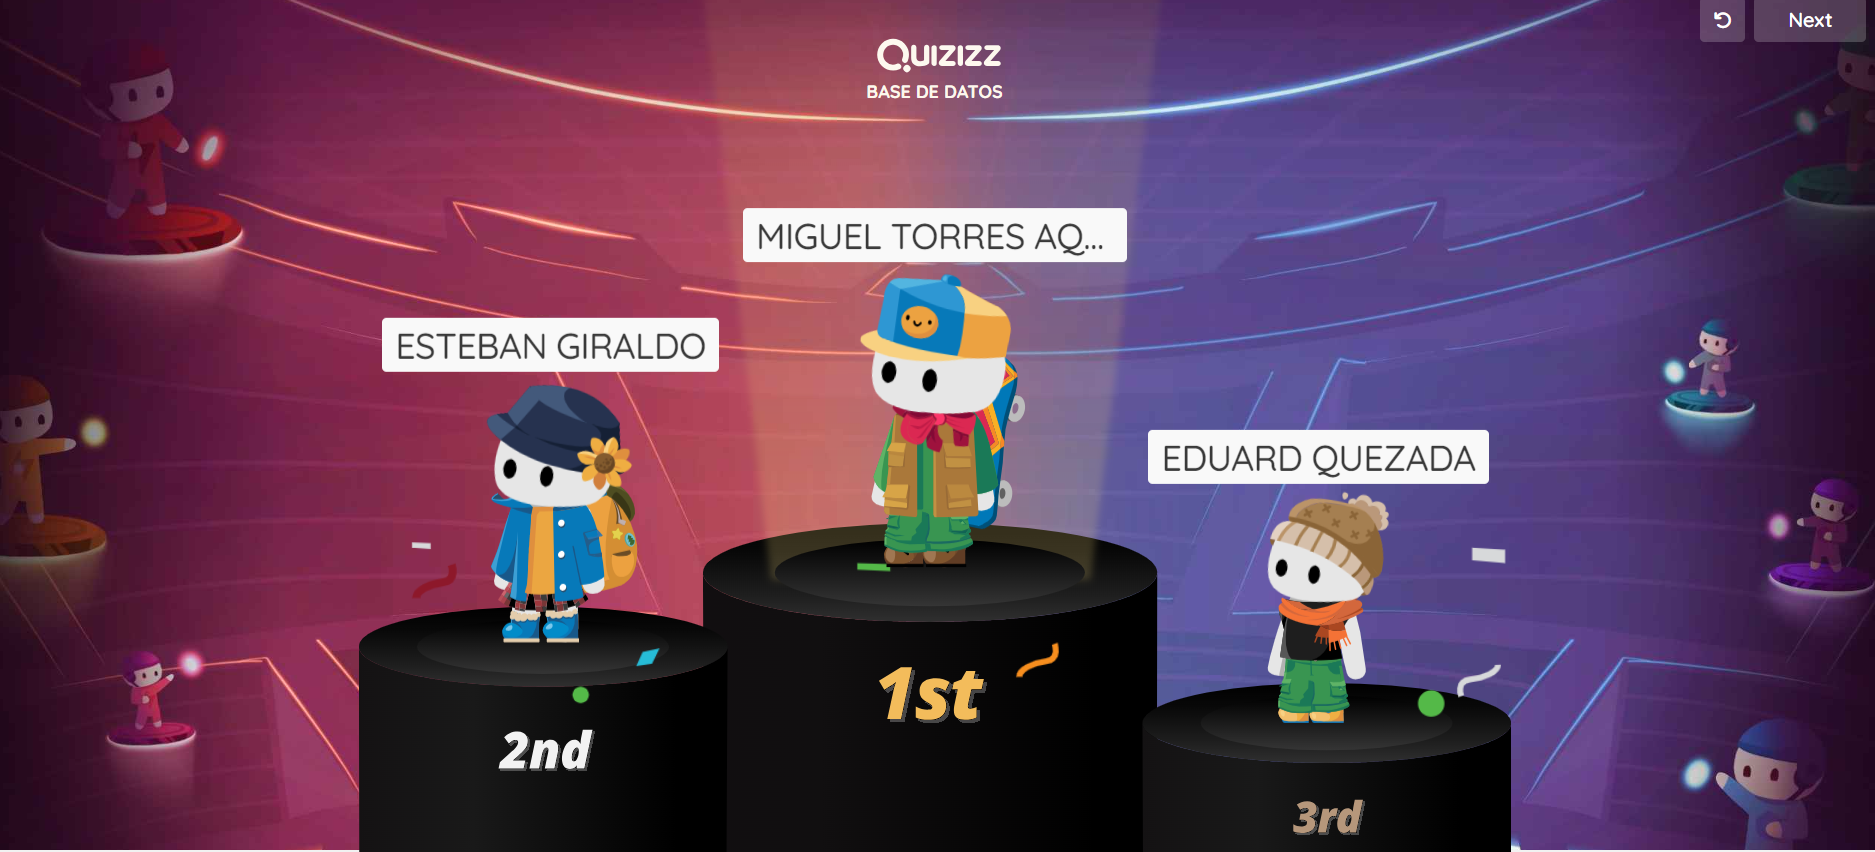 Next
QUIZIZZ
BASE DE DATOS
MIGUEL TORRES AQ...
ESTEBAN GIRALDO
EDUARD QUEZADA
1st
2nd
3rd